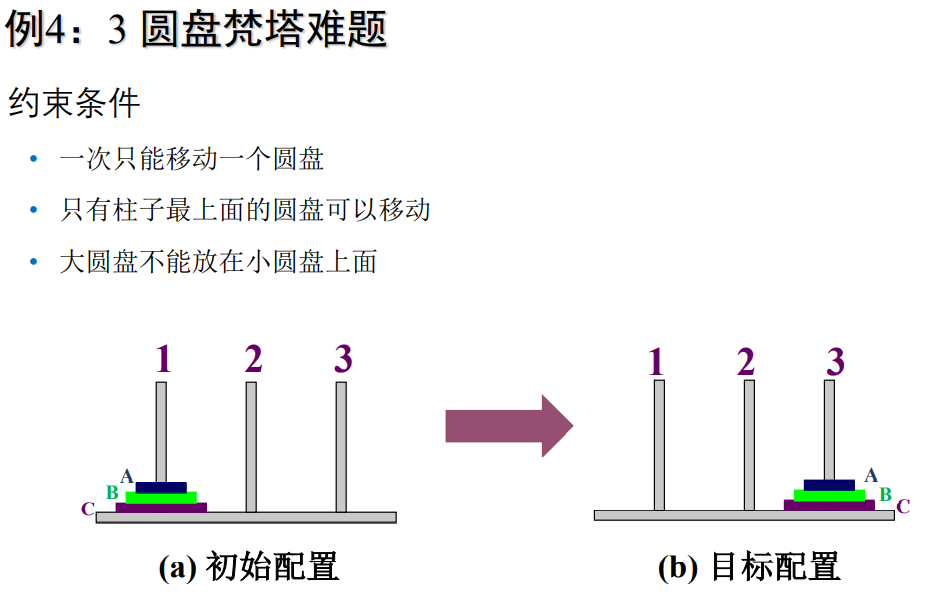 例4：3 圆盘梵塔难题
约束条件
• 一次只能移动一个圆盘
• 只有柱子最上面的圆盘可以移动
• 大圆盘不能放在小圆盘上面
1 2 3
A
B
C
(a) 初始配置
1 2 3
A
B
C
(b) 目标配置